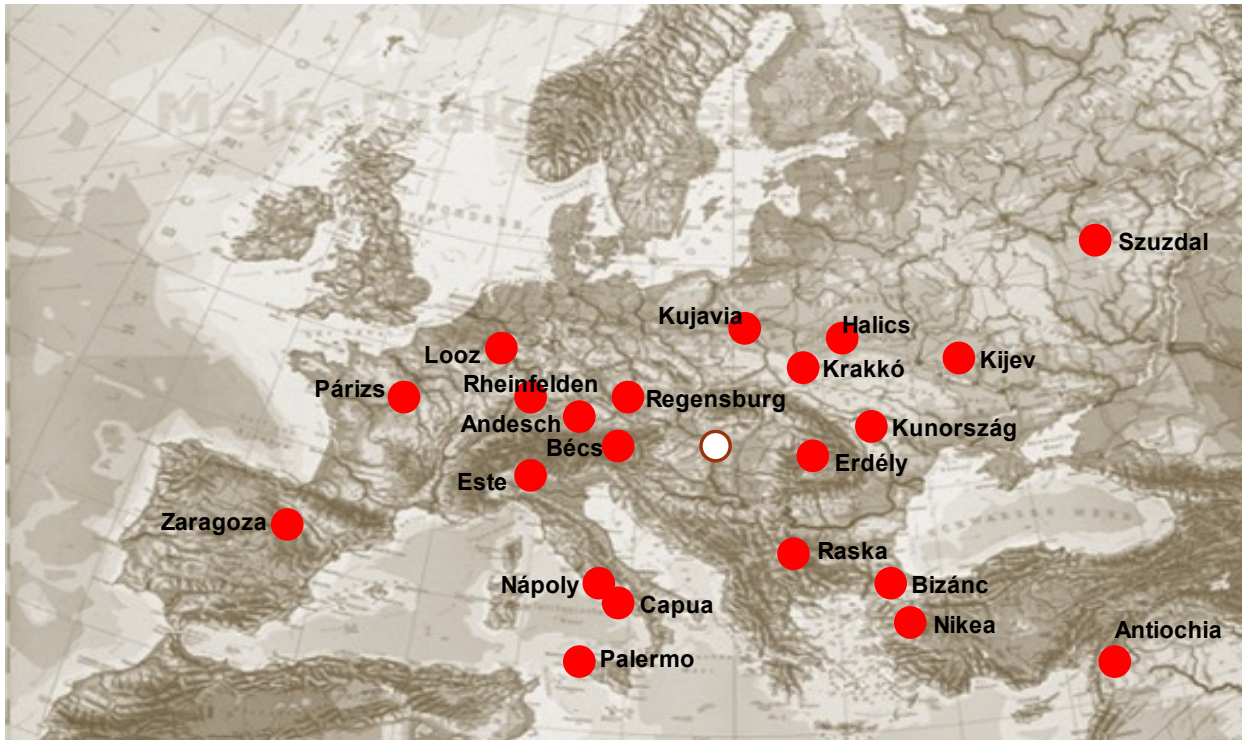 Szuzdal
Kujavia
Halics
Looz
Krakkó
Kijev
Párizs
Rheinfelden
Regensburg
Andesch
Kunország
Bécs
Erdély
Este
Zaragoza
Raska
Nápoly
Bizánc
Capua
Nikea
Antiochia
Palermo